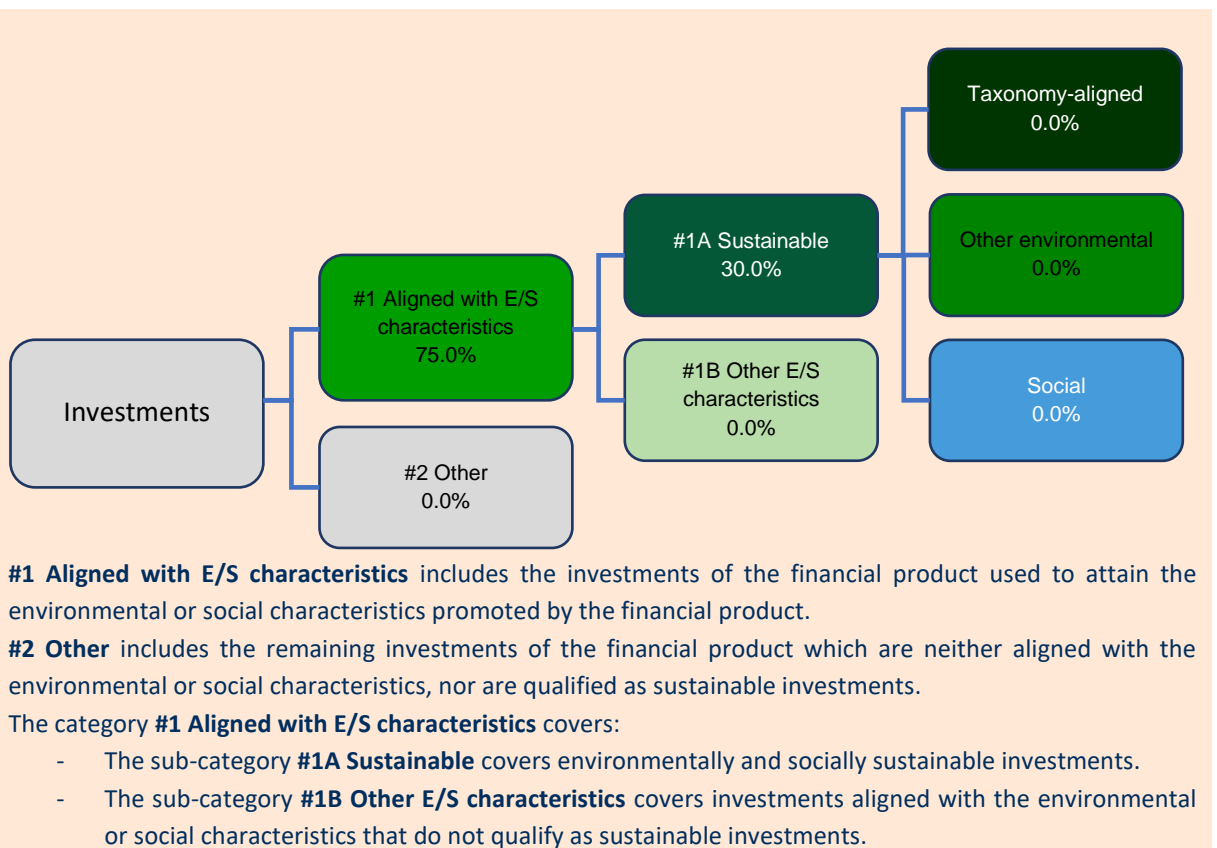 Investments
#1 Aligned with E/S
characteristics
75.0%
#2 Other
0.0%
#1A Sustainable
30.0%
#1B Other E/S
characteristics
0.0%
Taxonomy-aligned
0.0%
Other environmental
0.0%
Social
0.0%
#1 Aligned with E/S characteristics includes the investments of the financial product used to attain the
environmental or social characteristics promoted by the financial product.
#2 Other includes the remaining investments of the financial product which are neither aligned with the
environmental or social characteristics, nor are qualified as sustainable investments.
The category #1 Aligned with E/S characteristics covers:
- The sub-category #1A Sustainable covers environmentally and socially sustainable investments.
- The sub-category #1B Other E/S characteristics covers investments aligned with the environmental
or social characteristics that do not qualify as sustainable investments.